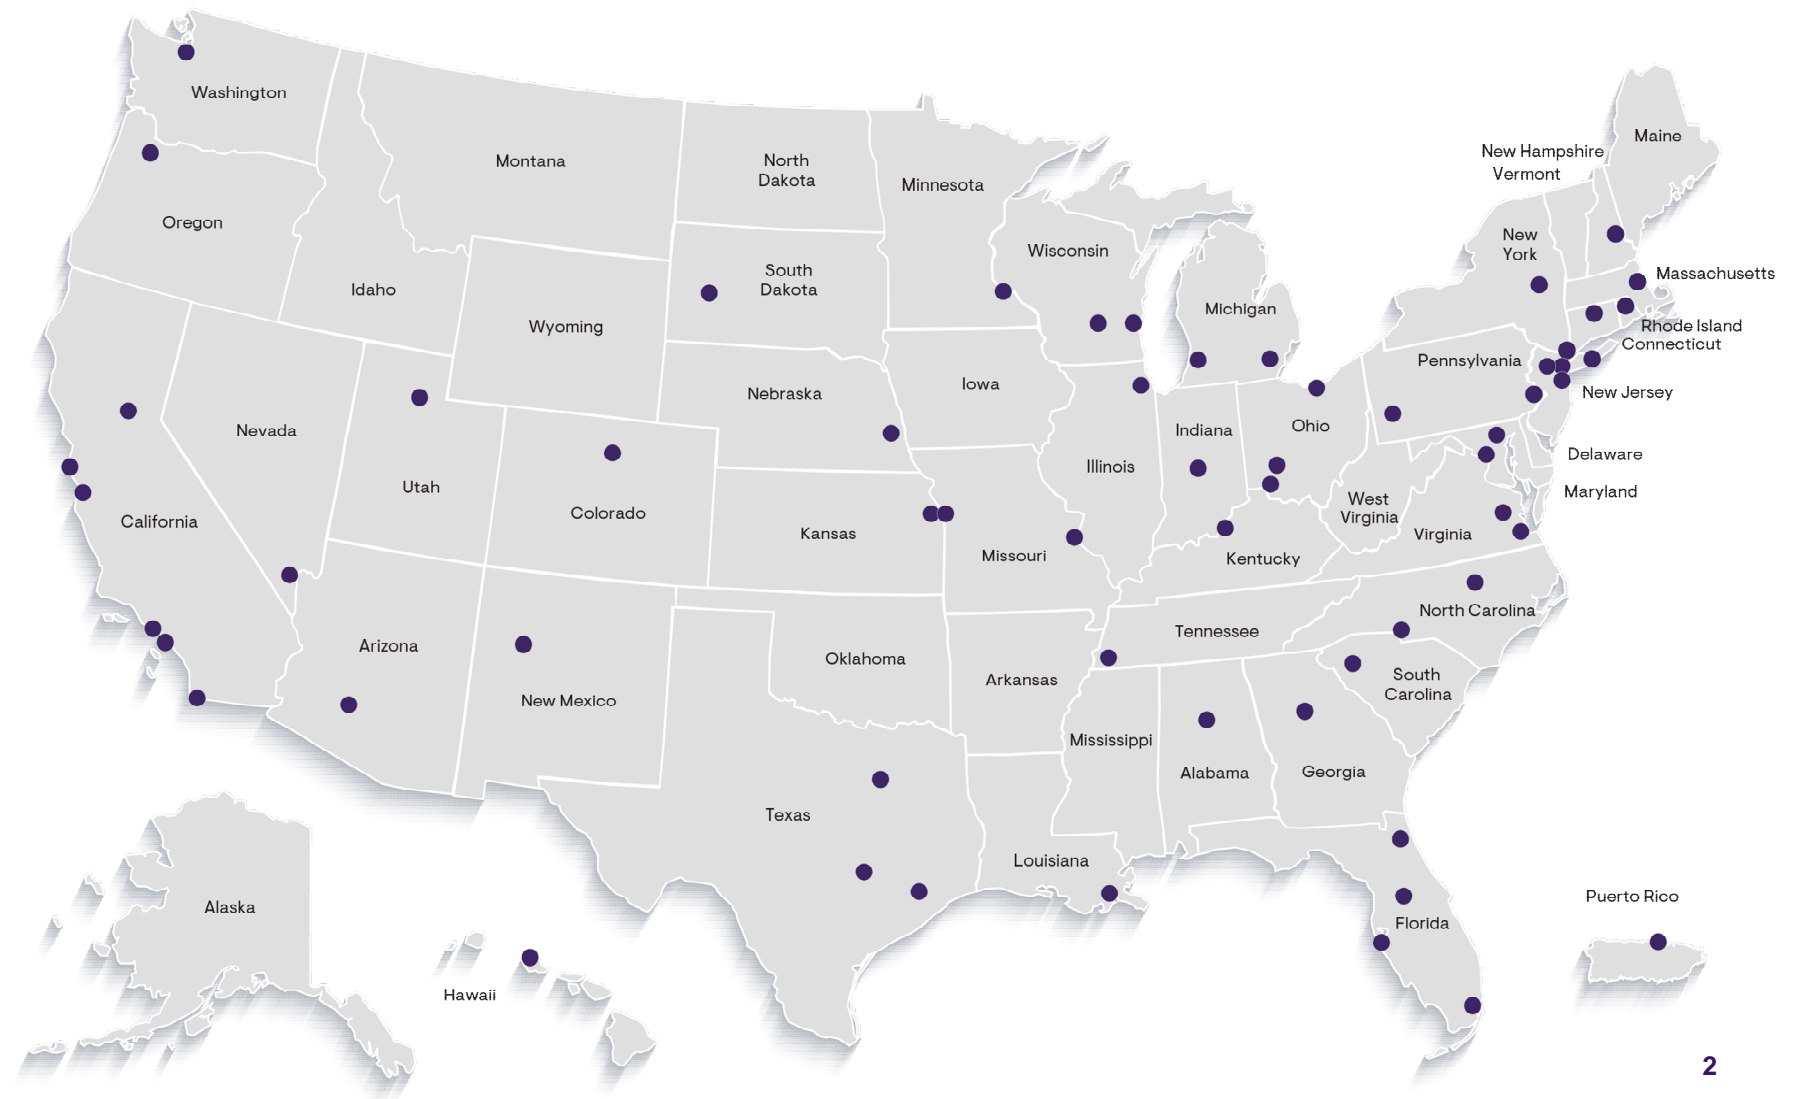 Washington
Montana
North
Dakota
Minnesota
Maine
New Hampshire
Vermont
Oregon
Idaho
Wyoming
South
Dakota
Wisconsin
Michigan
New
York
Massachusetts
Rhode Island
Connecticut
Pennsylvania
New Jersey
Nevada
Utah
Colorado
Nebraska
Iowa
Illinois
Indiana
Ohio
Delaware
Maryland
California
Kansas
Missouri
Kentucky
West
Virginia
Virginia
Arizona
New Mexico
Oklahoma
Arkansas
Tennessee
North Carolina
South
Carolina
Texas
Louisiana
Mississippi
Alabama
Georgia
Florida
Alaska
Hawaii
Puerto Rico
2